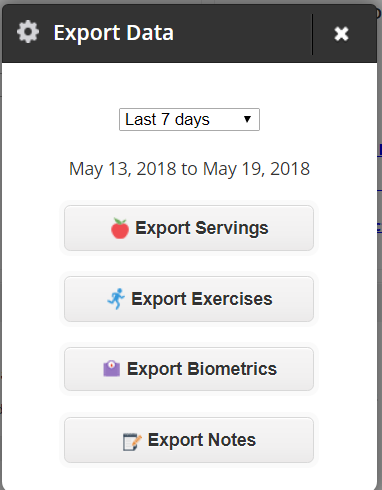 Export Data
Last 7 days
May 13, 2018 to May 19, 2018
Export Servings
Export Exercises
Export Biometrics
Export Notes